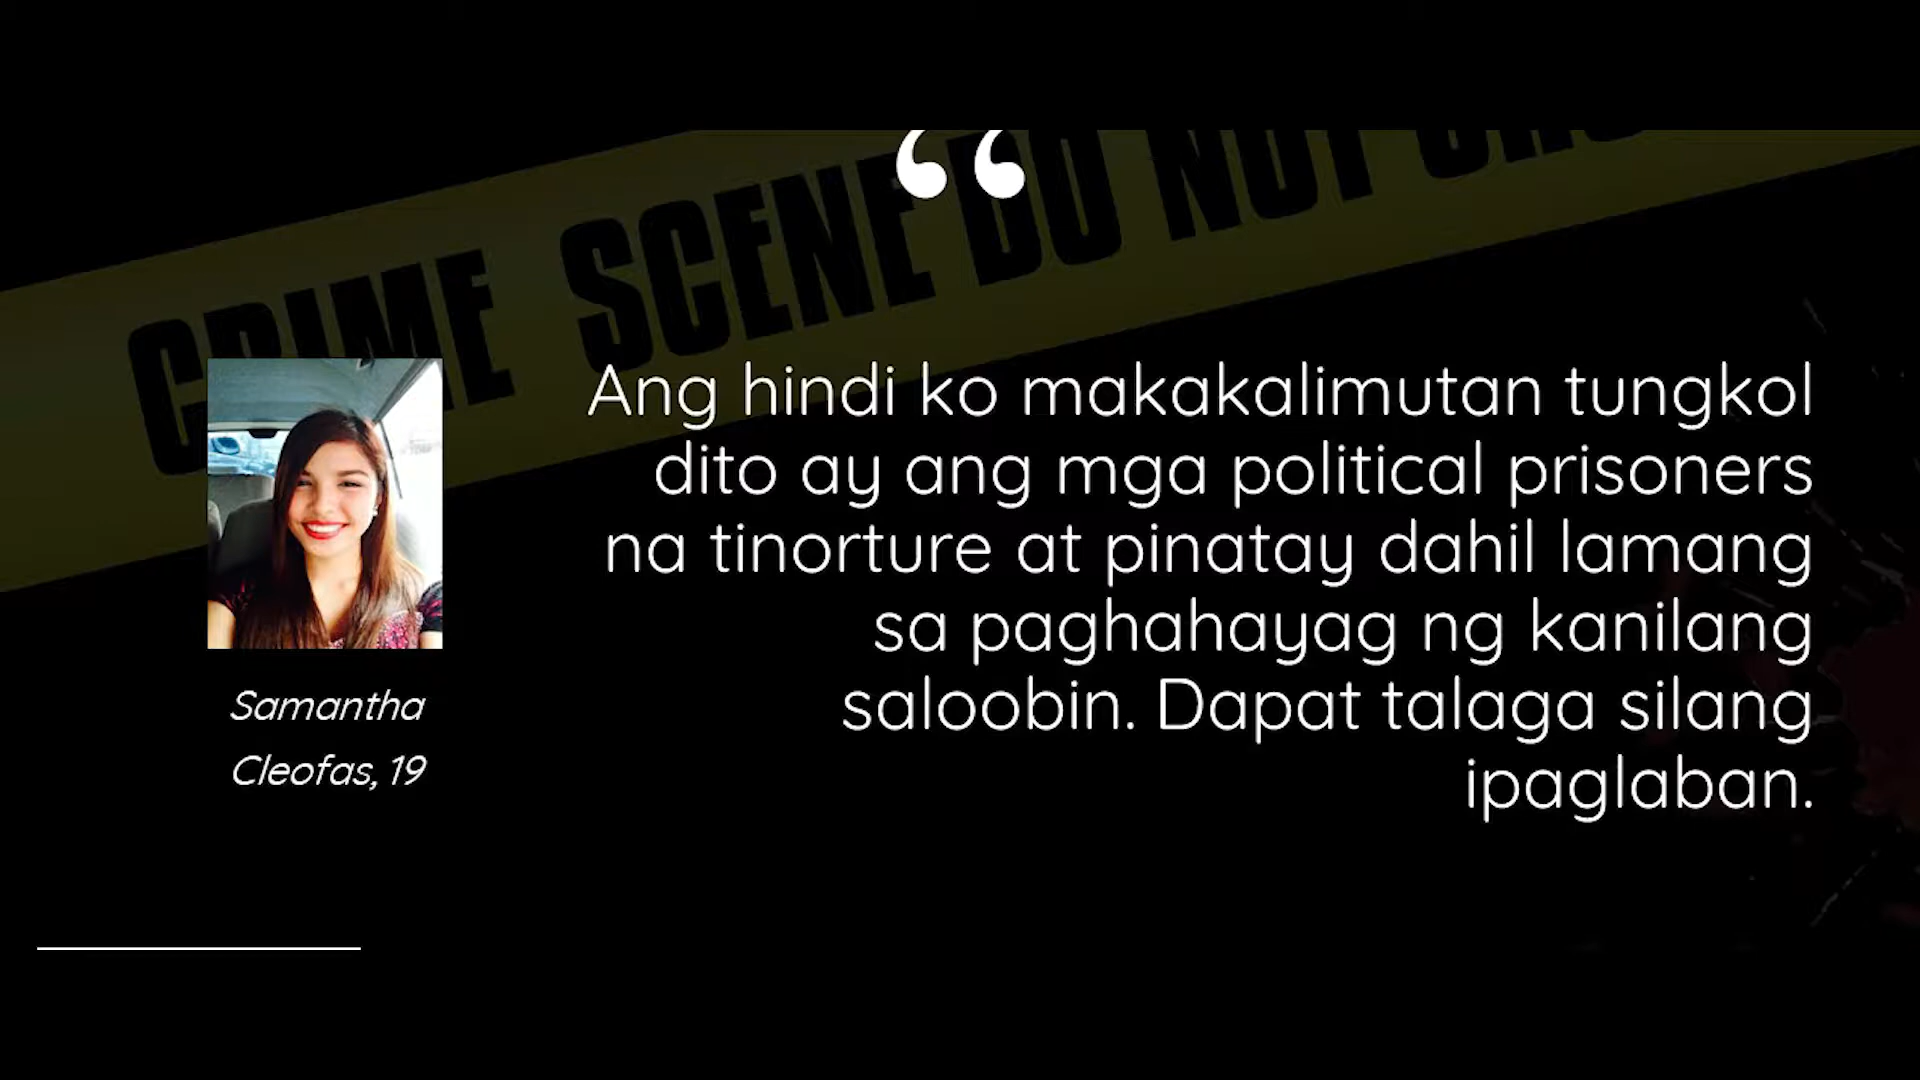 “
CRIME SCENE DO NOT
Ang hindi ko makakalimutan tungkol
dito ay ang mga political prisoners
na tinorture at pinatay dahil lamang
sa paghahayag ng kanilang
saloobin. Dapat talaga silang
ipaglaban.
Samantha
Cleofas, 19